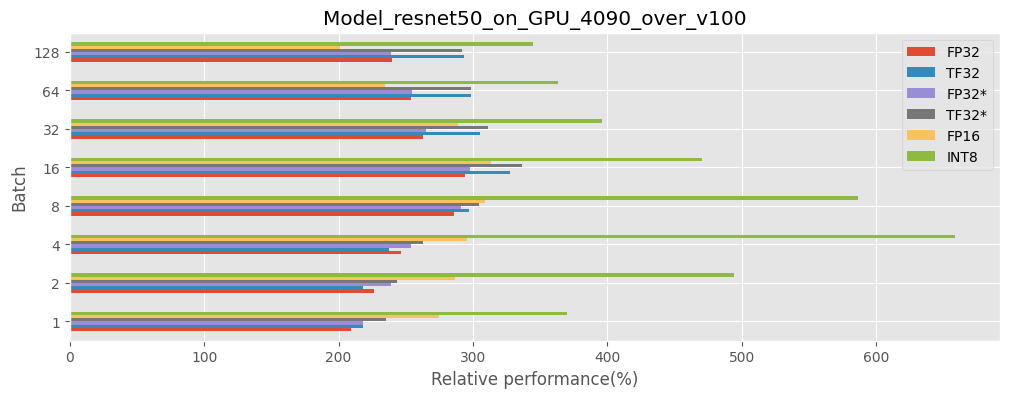 Model_resnet50_on_GPU_4090_over_v100
FP32
TF32
FP32*
TF32*
FP16
INT8
Batch
128
64
32
16
8
4
2
1
0 100 200 300 400 500 600
Relative performance(%)